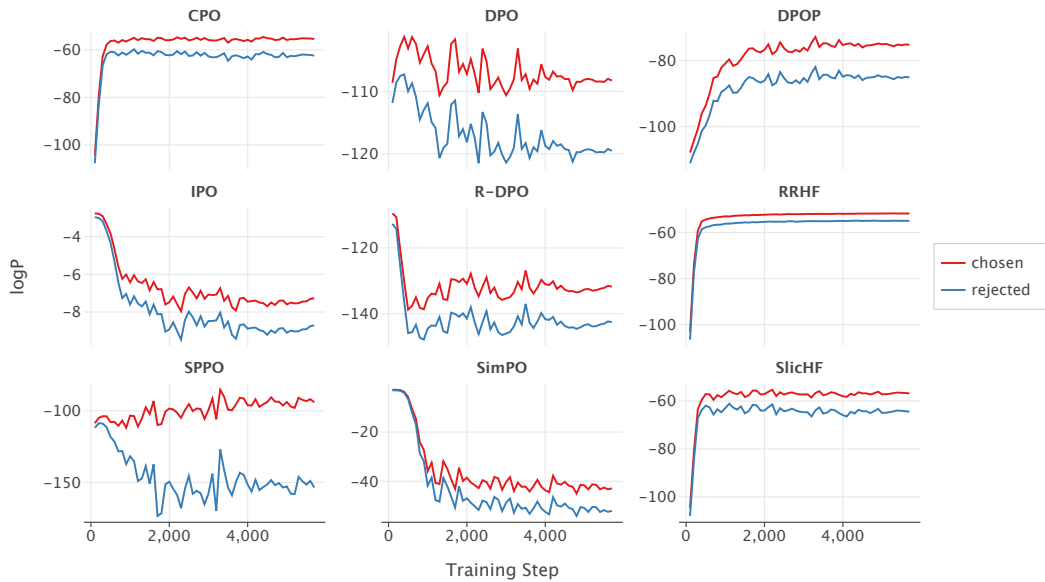 CPO
DPO
DPOP
−60
−80
−100
−110
−120
−80
−100
IPO
R−DPO
RRHF
−4
−6
−8
−120
−140
−60
−80
−100
logP
chosen
rejected
SPPO
SimPO
SlicHF
−100
−150
−20
−40
−60
−80
−100
0
2,000
4,000
0
2,000
4,000
0
2,000
4,000
Training Step